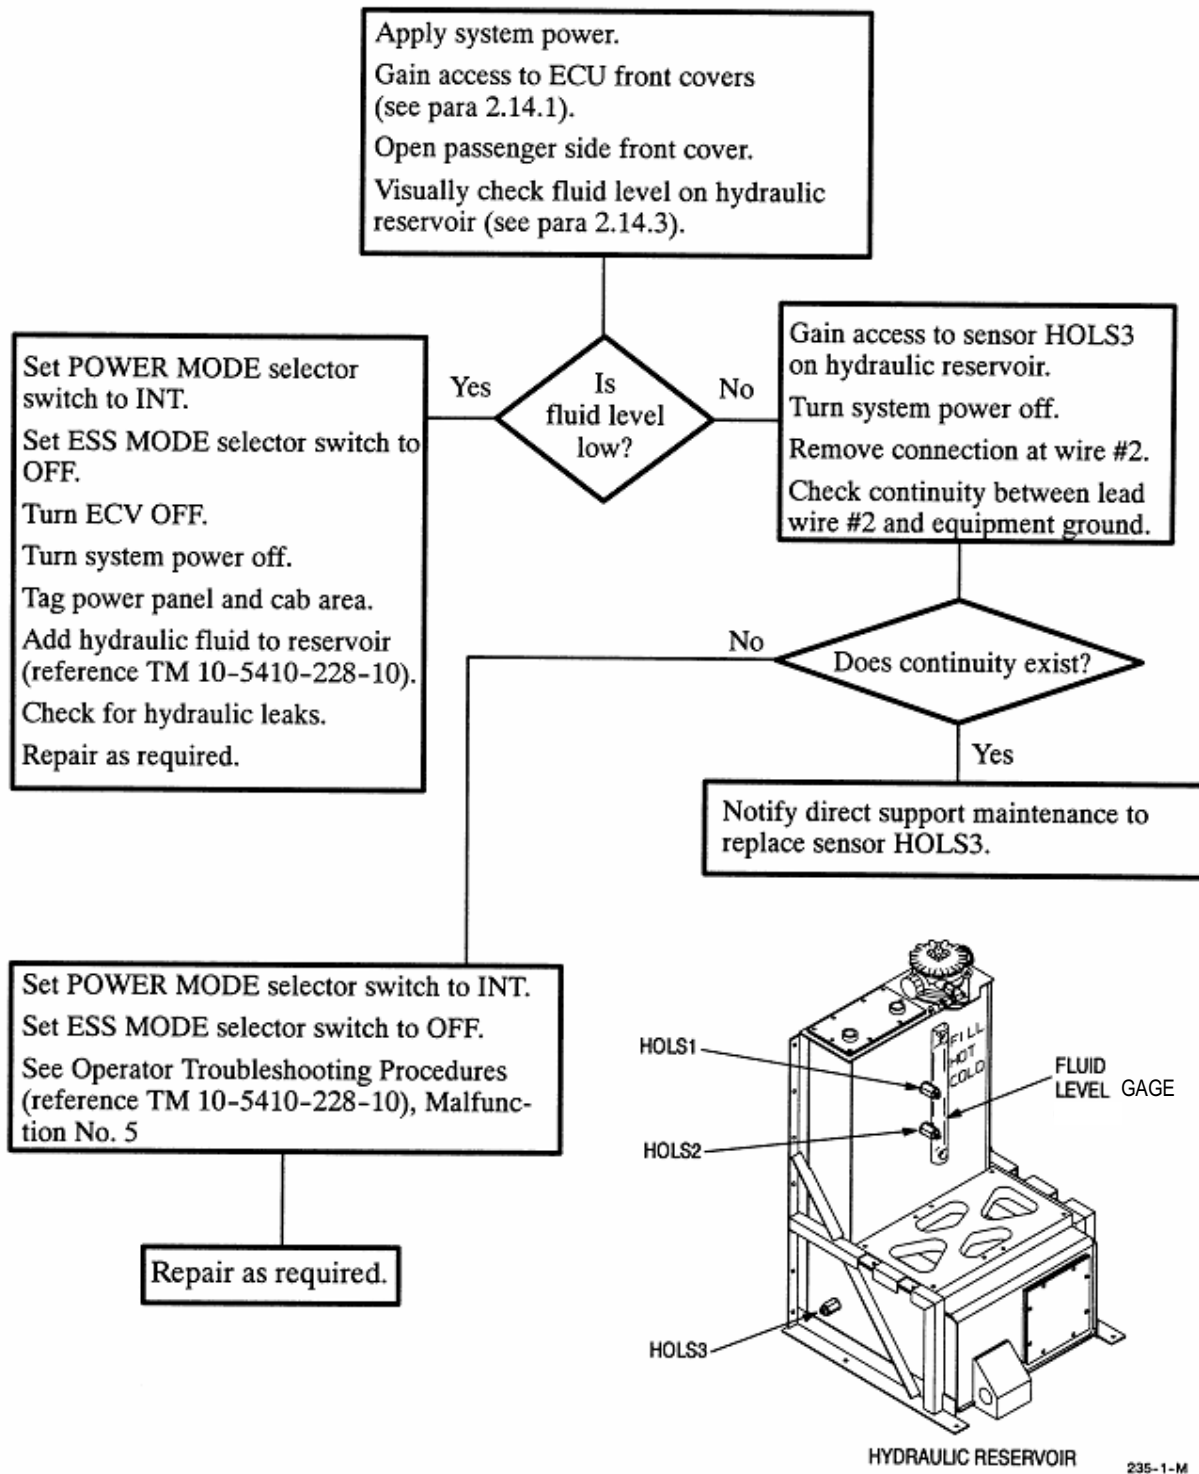 Apply system power.
Gain access to ECU front covers
(see para 2.14.1).
Open passenger side front cover.
Visually check fluid level on hydraulic
reservoir (see para 2.14.3).
Is
fluid level
low?
Yes
No
Set POWER MODE selector
switch to INT.
Set ESS MODE selector switch to
OFF.
Turn ECV OFF.
Turn system power off.
Tag power panel and cab area.
Add hydraulic fluid to reservoir
(reference TM 10-5410-228-10).
Check for hydraulic leaks.
Repair as required.
Gain access to sensor HOLS3
on hydraulic reservoir.
Turn system power off.
Remove connection at wire #2.
Check continuity between lead
wire #2 and equipment ground.
Does continuity exist?
No
Yes
Notify direct support maintenance to
replace sensor HOLS3.
Set POWER MODE selector switch to INT.
Set ESS MODE selector switch to OFF.
See Operator Troubleshooting Procedures
(reference TM 10-5410-228-10), Malfunc-
tion No. 5
Repair as required.
FILL
HOT
COLD
HOLS1
FLUID
LEVEL GAGE
HOLS2
HOLS3
HYDRAULIC RESERVOIR
235-1-M